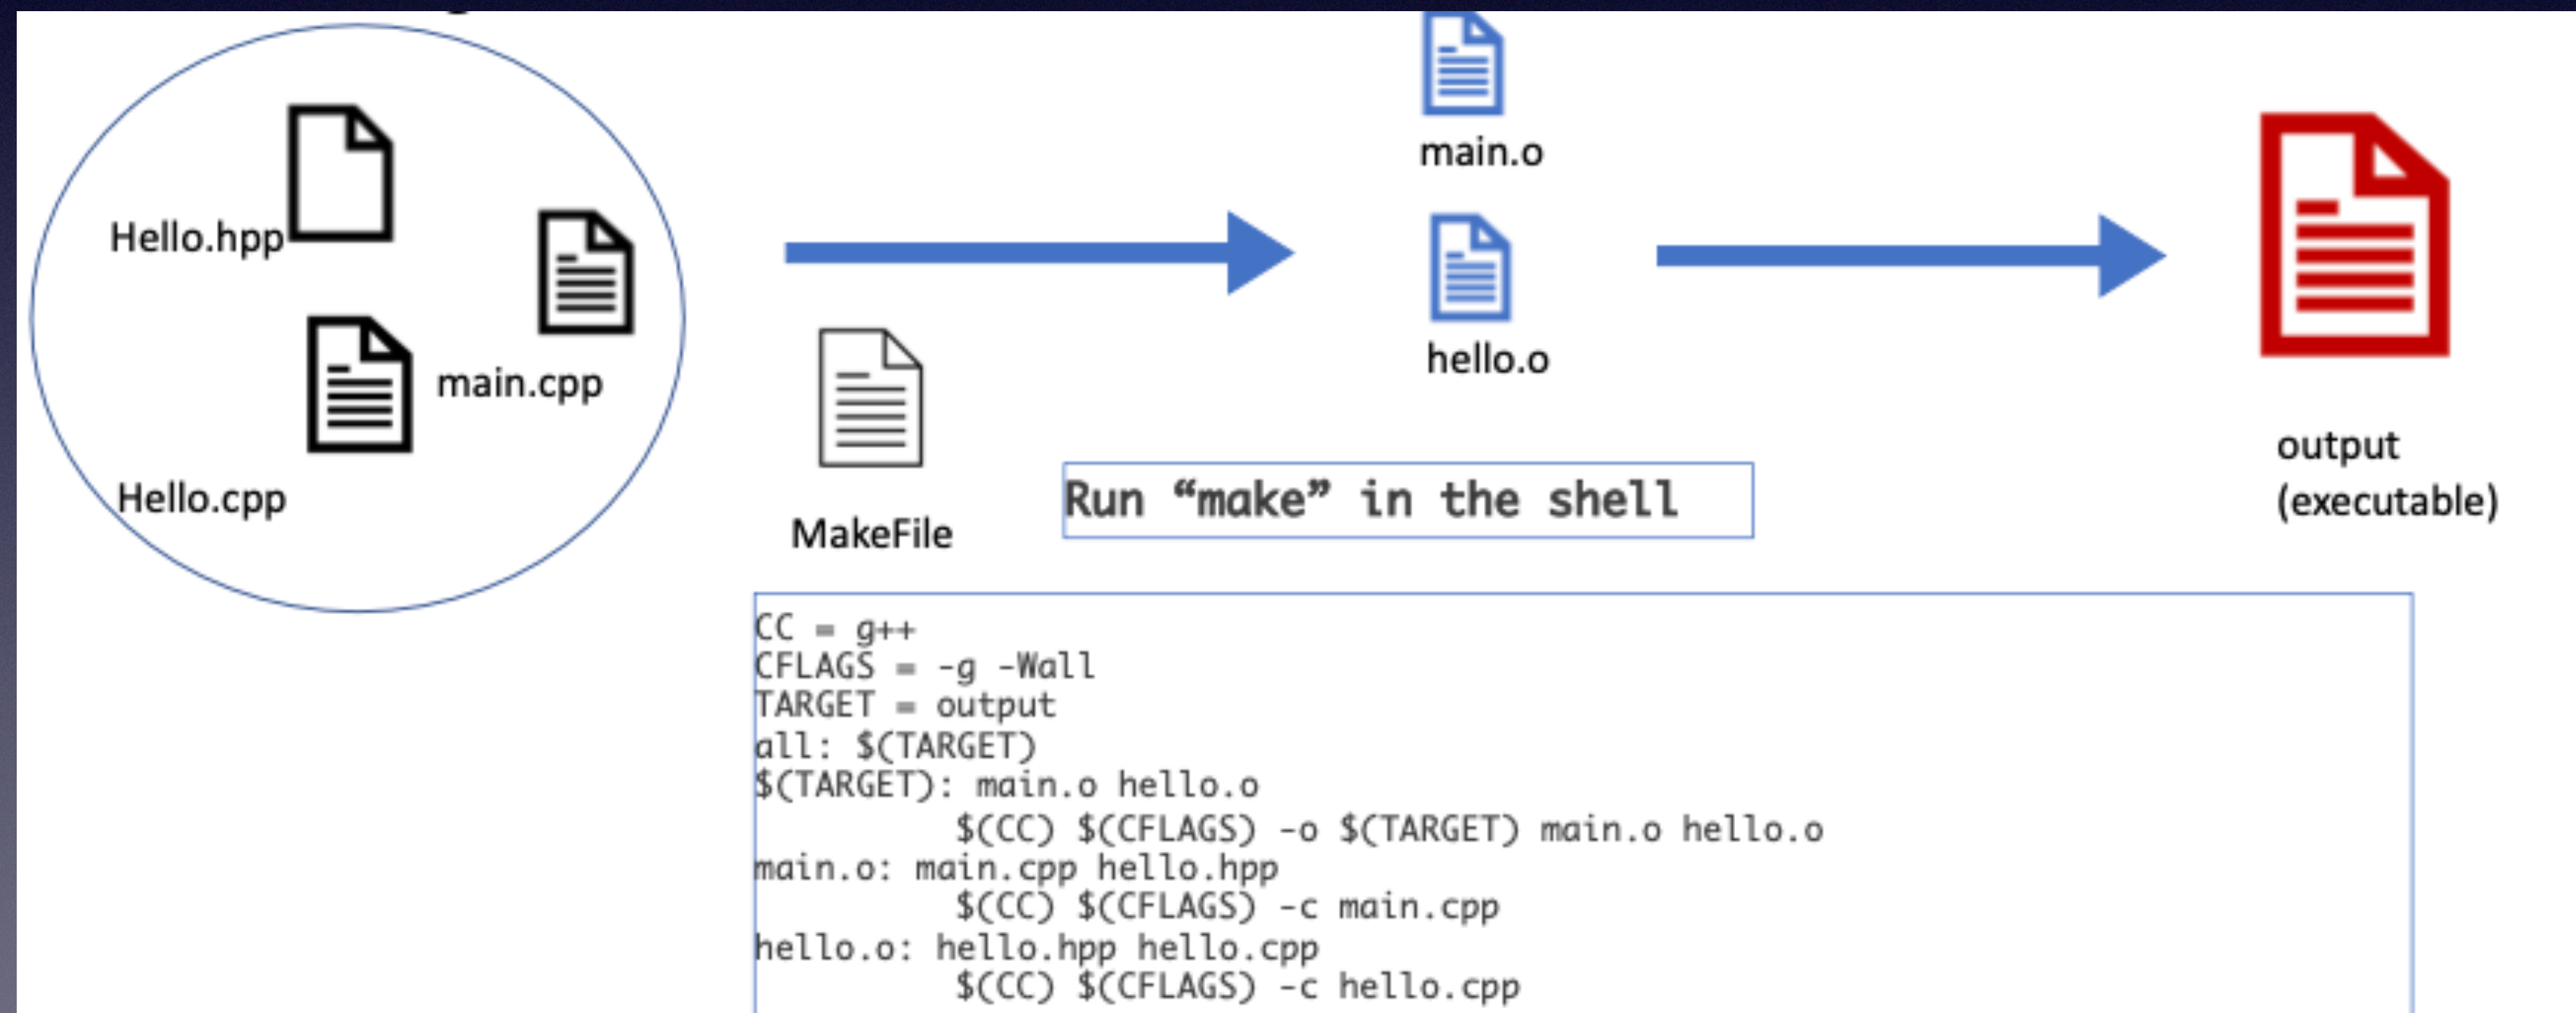 Hello.hpp
main.cpp
Hello.cpp
MakeFile
main.o
hello.o
Run “make” in the shell
output
(executable)
CC = g++
CFLAGS = -g -Wall
TARGET = output
all: $(TARGET)
$(TARGET): main.o hello.o
$(CC) $(CFLAGS) -o $(TARGET) main.o hello.o
main.o: main.cpp hello.hpp
$(CC) $(CFLAGS) -c main.cpp
hello.o: hello.hpp hello.cpp
$(CC) $(CFLAGS) -c hello.cpp